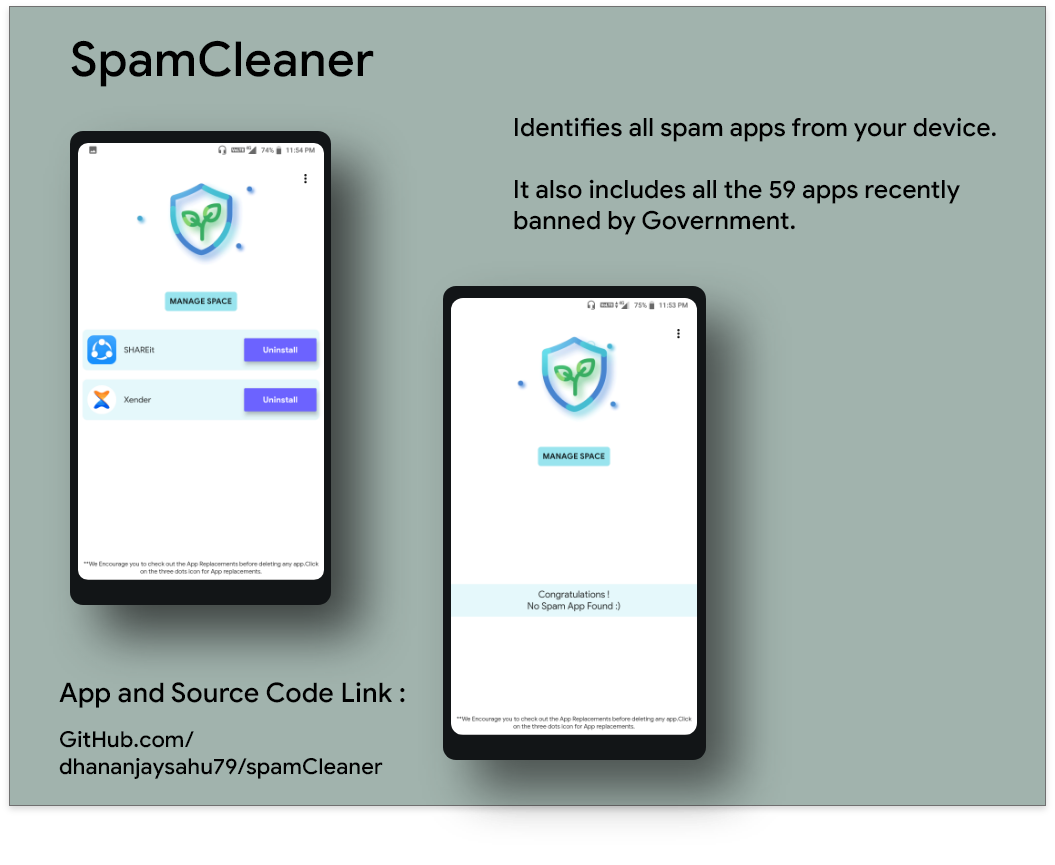 SpamCleaner
Identifies all spam apps from your device.
It also includes all the 59 apps recently
banned by Government.
74%
11:54 PM
MANAGE SPACE
SHAREit
Uninstall
Xender
Uninstall
**We Encourage you to check out the App Replacements before deleting any app.Click
on the three dots icon for App replacements.
75%
11:53 PM
MANAGE SPACE
Congratulations !
No Spam App Found :)
**We Encourage you to check out the App Replacements before deleting any app.Click
on the three dots icon for App replacements.
App and Source Code Link :
GitHub.com/
dhananjaysahu79/spamCleaner